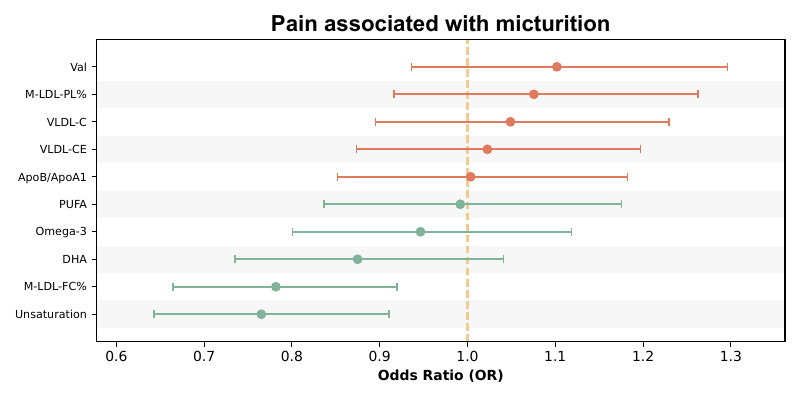 Pain associated with micturition
Val
M-LDL-PL%
VLDL-C
VLDL-CE
ApoB/ApoA1
PUFA
Omega-3
DHA
M-LDL-FC%
Unsaturation
0.6 0.7 0.8 0.9 1.0 1.1 1.2 1.3
Odds Ratio (OR)